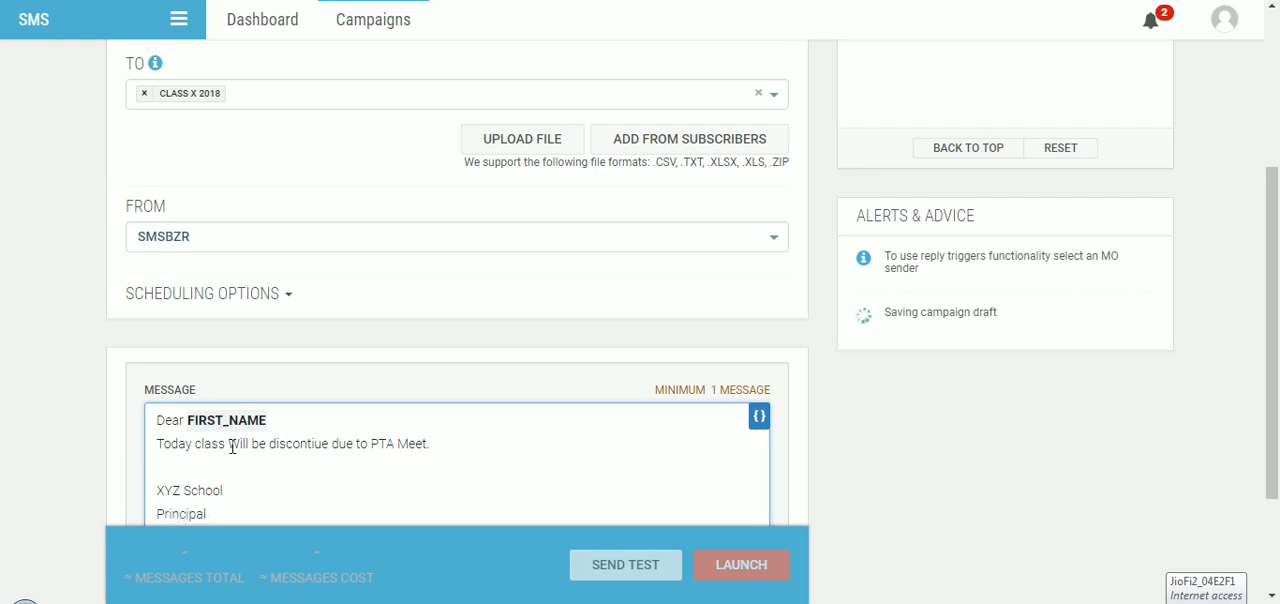 SMS
Dashboard
Campaigns
2
TO
× CLASS X 2018
×
UPLOAD FILE
ADD FROM SUBSCRIBERS
We support the following file formats: .CSV, .TXT, .XLSX, .XLS, .ZIP
FROM
SMSBZR
SCHEDULING OPTIONS
BACK TO TOP
RESET
ALERTS & ADVICE
To use reply triggers functionality select an MO
sender
Saving campaign draft
MESSAGE
MINIMUM 1 MESSAGE
{}
Dear FIRST_NAME
Today class Will be discontiue due to PTA Meet.
XYZ School
Principal
- -
≈ MESSAGES TOTAL ≈ MESSAGES COST
SEND TEST
LAUNCH
JioFi2_04E2F1
Internet access